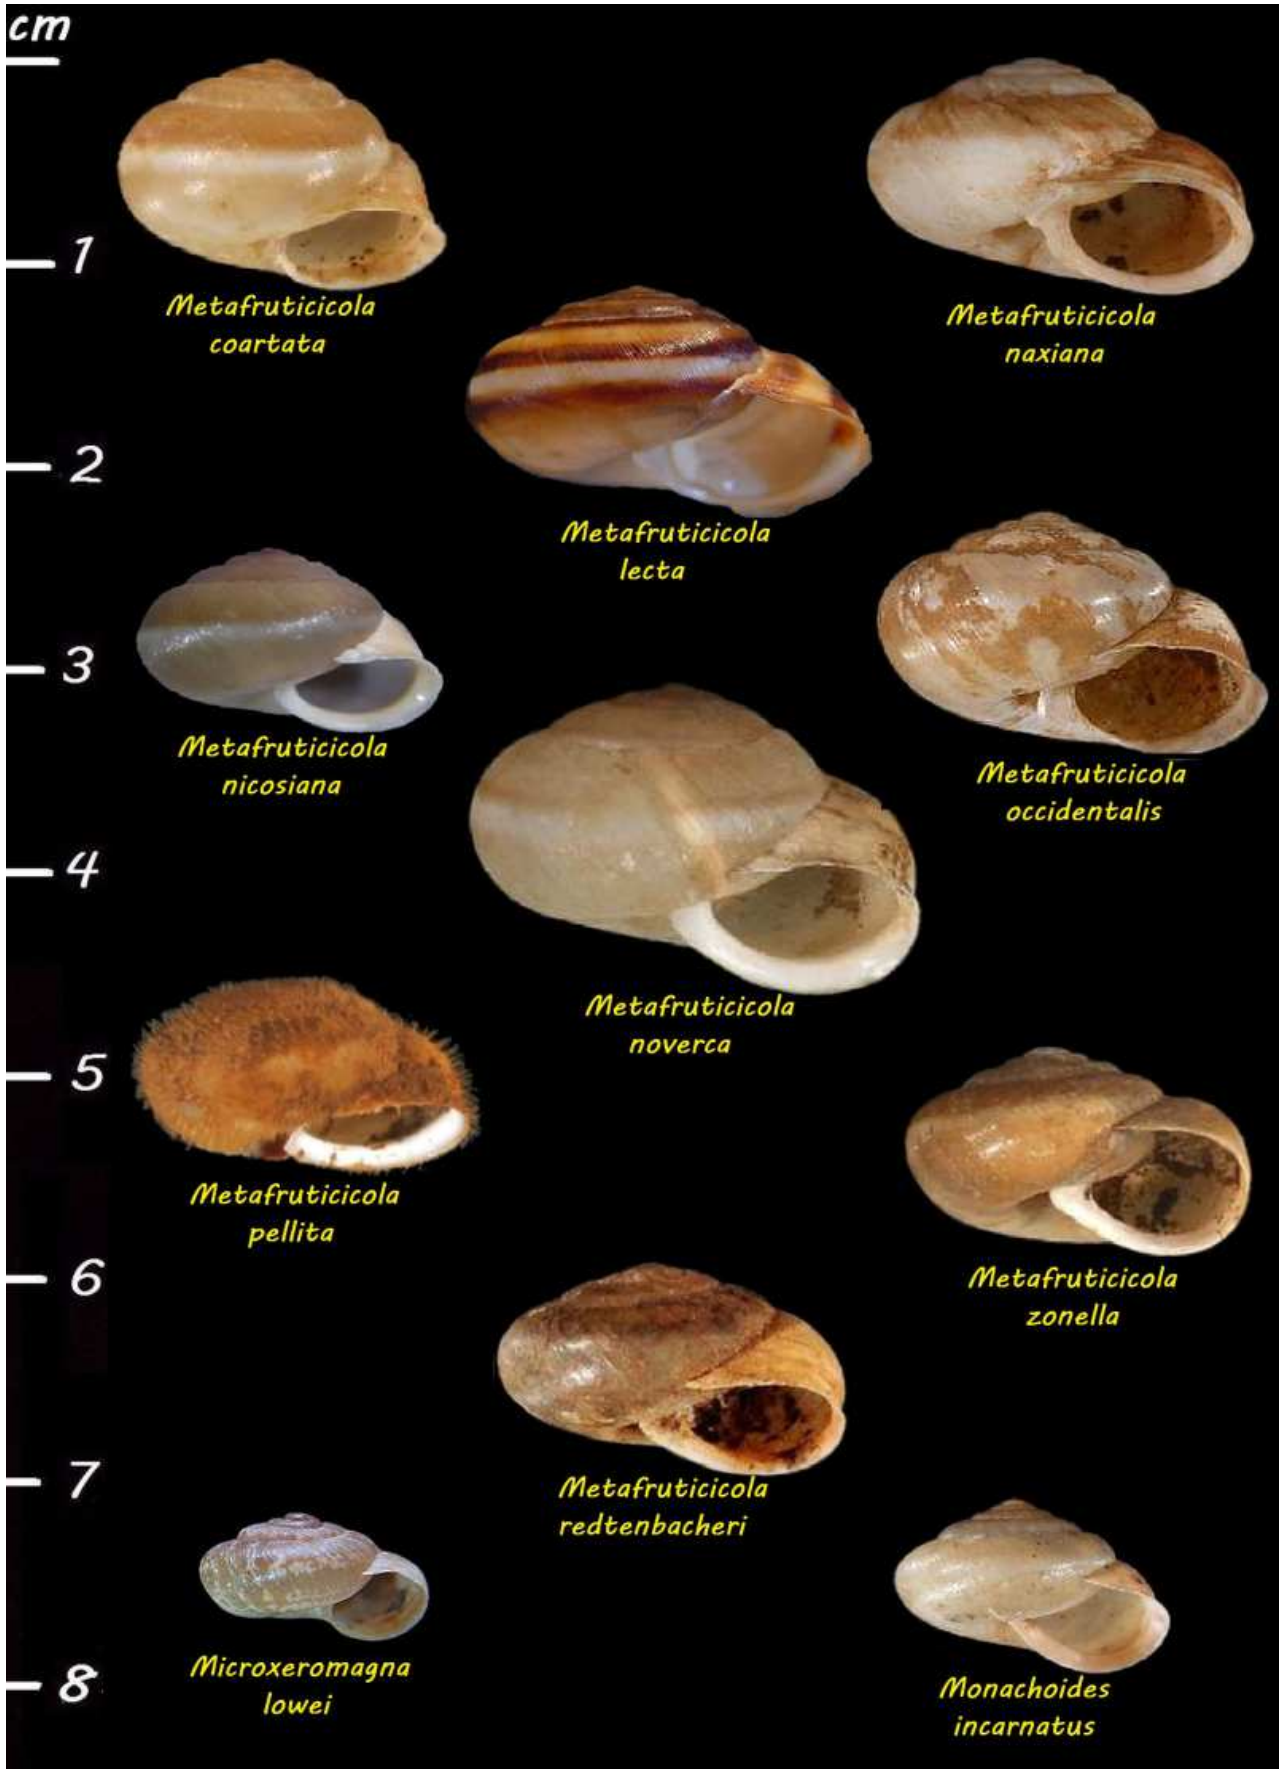 cm
1
Metafruticicola
coartata
Metafruticicola
naxiana
2
Metafruticicola
lecta
3
Metafruticicola
nicosiana
Metafruticicola
occidentalis
4
Metafruticicola
noverca
5
Metafruticicola
pellita
6
Metafruticicola
zonella
7
Metafruticicola
redtenbacheri
Microxeromagna
lowei
8
Monachoides
incarnatus